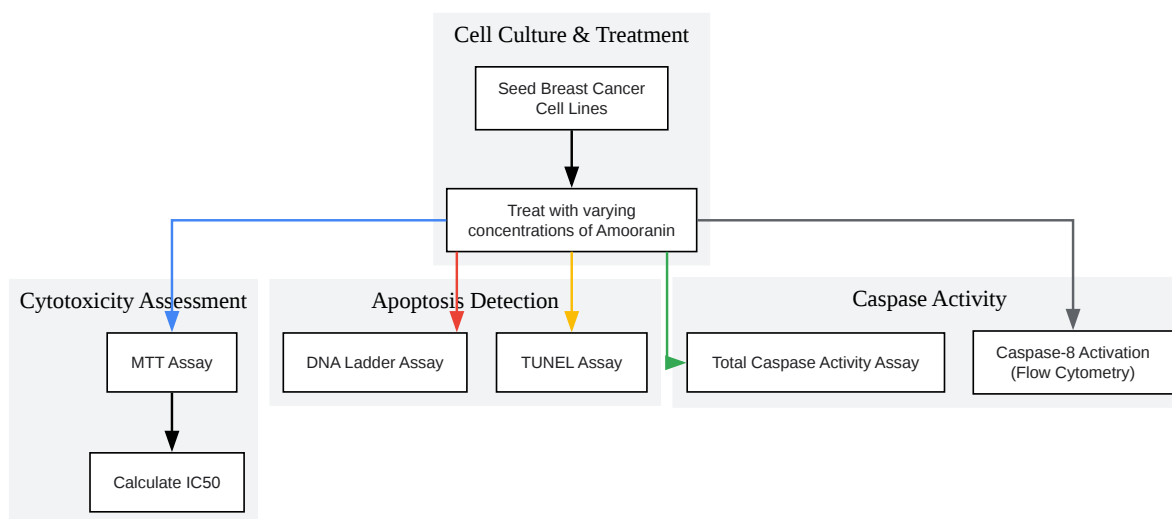 Cell Culture & Treatment
Seed Breast Cancer
Cell Lines
Treat with varying
concentrations of Amooranin
Cytotoxicity Assessment
Apoptosis Detection
Caspase Activity
MTT Assay
DNA Ladder Assay
TUNEL Assay
Total Caspase Activity Assay
Caspase-8 Activation
(Flow Cytometry)
Calculate IC50